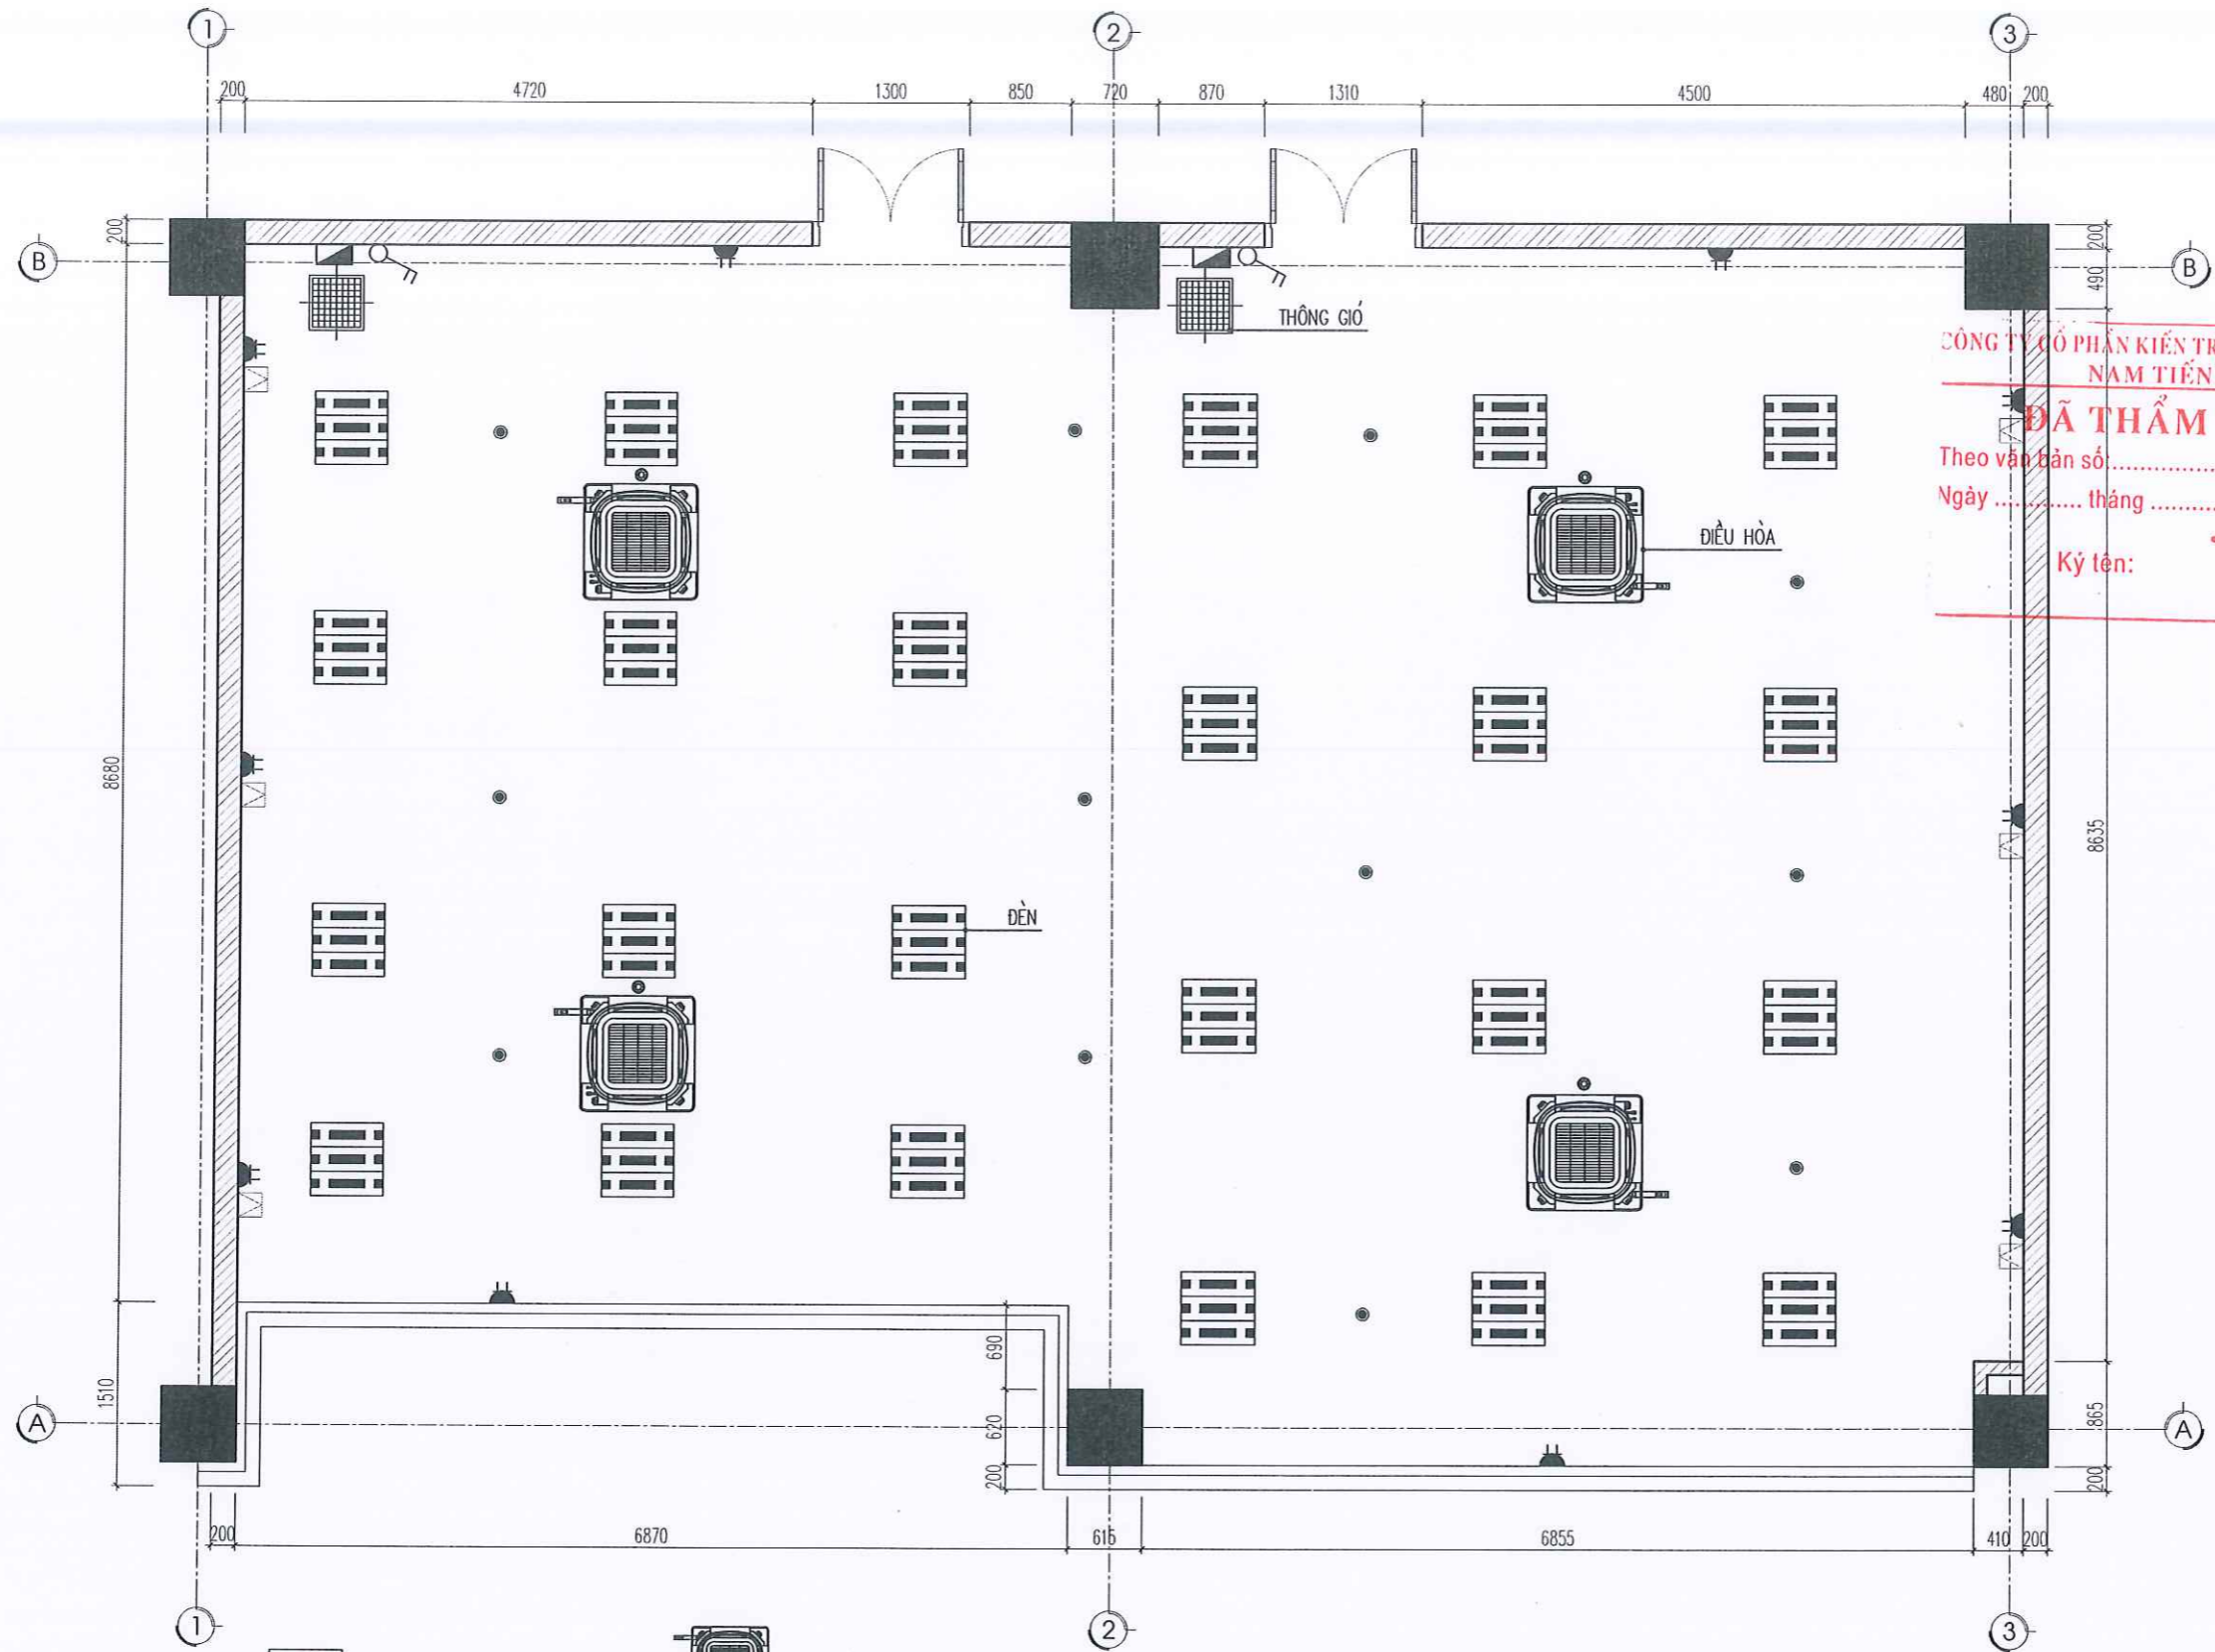 1
2
3
200
4720
1300
850
720
870
1310
4500
480
200
200
B
B
200
490
THÔNG GIÓ
CÔNG TY CỔ PHẦN KIẾN TR
NAM TIẾN
ĐÃ THẨM
Theo văn bản số:
Ngày ............ tháng ..........
Ký tên:
ĐIỀU HÒA
8680
8635
ĐÈN
1510
690
620
200
865
200
A
A
200
6870
615
6855
410
200
1
2
3